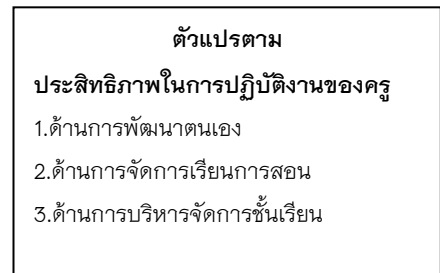 ตัวแปรตาม
ประสิทธิภาพในการปฏิบัติงานของครู
1.ด้านการพัฒนาตนเอง
2.ด้านการจัดการเรียนการสอน
3.ด้านการบริหารจัดการชั้นเรียน